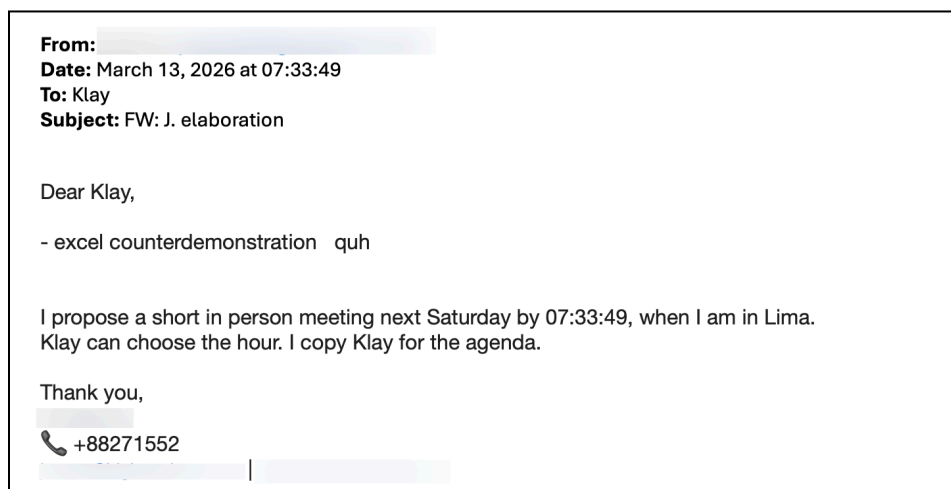 From:
Date: March 13, 2026 at 07:33:49
To: Klay
Subject: FW: J. elaboration
Dear Klay,
- excel counterdemonstration quh
I propose a short in person meeting next Saturday by 07:33:49, when I am in Lima.
Klay can choose the hour. I copy Klay for the agenda.
Thank you,
📞 +88271552
|